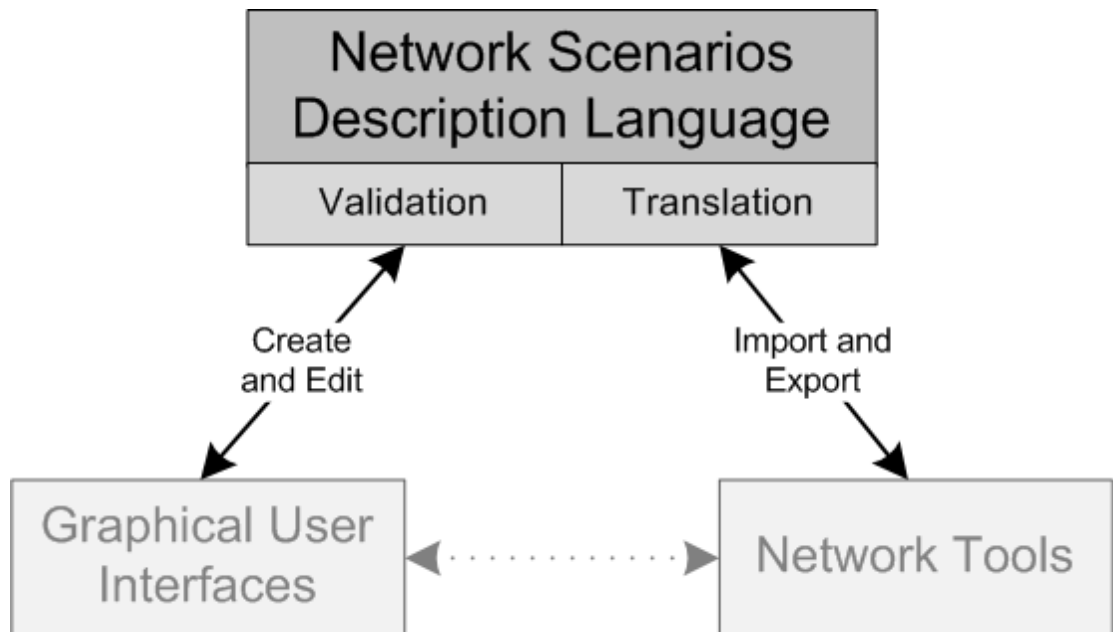 Network Scenarios
Description Language
Validation
Translation
Create
and Edit
Import and
Export
Graphical User
Interfaces
Network Tools